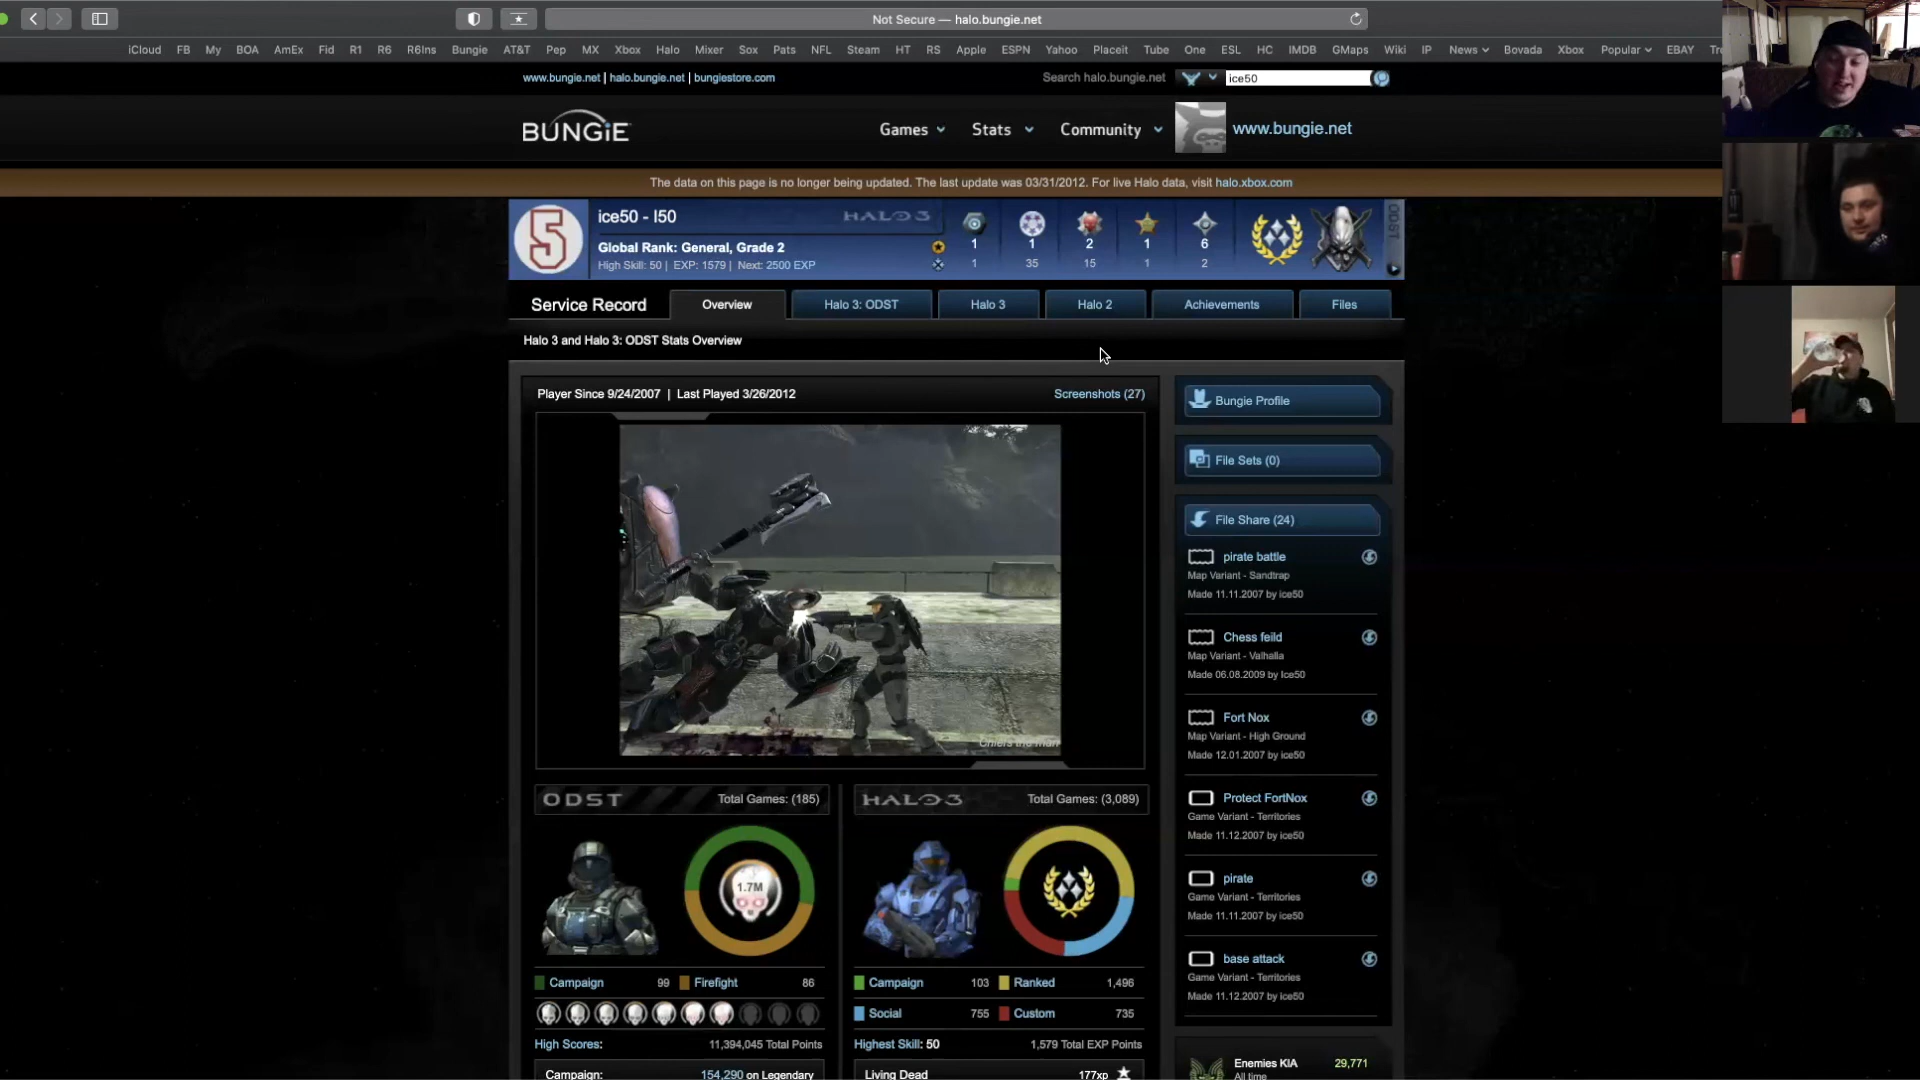 Not Secure — halo.bungie.net
iCloud FB My BOA AmEx Fid R1 R6 R6Ins Bungie AT&T Pep MX Xbox Halo Mixer Sox Pats NFL Steam HT RS Apple ESPN Yahoo Placeit Tube One ESL HC IMDB GMaps Wiki IP News Bovada Xbox Popular EBAY
www.bungie.net | halo.bungie.net | bungiestore.com
Search halo.bungie.net ice50
BUNGiE
Games Stats Community www.bungie.net
The data on this page is no longer being updated. The last update was 03/31/2012. For live Halo data, visit halo.xbox.com
5
ice50 - I50
HALO 3
Global Rank: General, Grade 2
High Skill: 50 | EXP: 1579 | Next: 2500 EXP
1 1 2 1 6
1 35 15 1 2
ODST
Service Record Overview Halo 3: ODST Halo 3 Halo 2 Achievements Files
Halo 3 and Halo 3: ODST Stats Overview
Player Since 9/24/2007 | Last Played 3/26/2012
Screenshots (27)
ODST Total Games: (185)
1.7M
Campaign 99 Firefight 86
High Scores: 11,394,045 Total Points
Campaign: 154,290 on Legendary
HALO 3 Total Games: (3,089)
Campaign 103 Ranked 1,496
Social 755 Custom 735
Highest Skill: 50 1,579 Total EXP Points
Living Dead 177xp
Bungie Profile
File Sets (0)
File Share (24)
pirate battle
Map Variant - Sandtrap
Made 11.11.2007 by ice50
Chess feild
Map Variant - Valhalla
Made 06.08.2009 by Ice50
Fort Nox
Map Variant - High Ground
Made 12.01.2007 by ice50
Protect FortNox
Game Variant - Territories
Made 11.12.2007 by ice50
pirate
Game Variant - Territories
Made 11.11.2007 by ice50
base attack
Game Variant - Territories
Made 11.12.2007 by ice50
Enemies KIA 29,771
All time